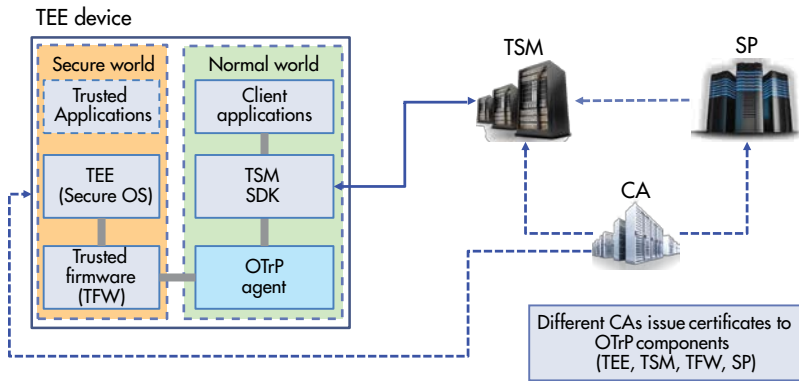 TEE device
Secure world
Trusted
Applications
TEE
(Secure OS)
Trusted
firmware
(TFW)
Normal world
Client
applications
TSM
SDK
OTrP
agent
TSM
SP
CA
Different CAs issue certificates to
OTrP components
(TEE, TSM, TFW, SP)